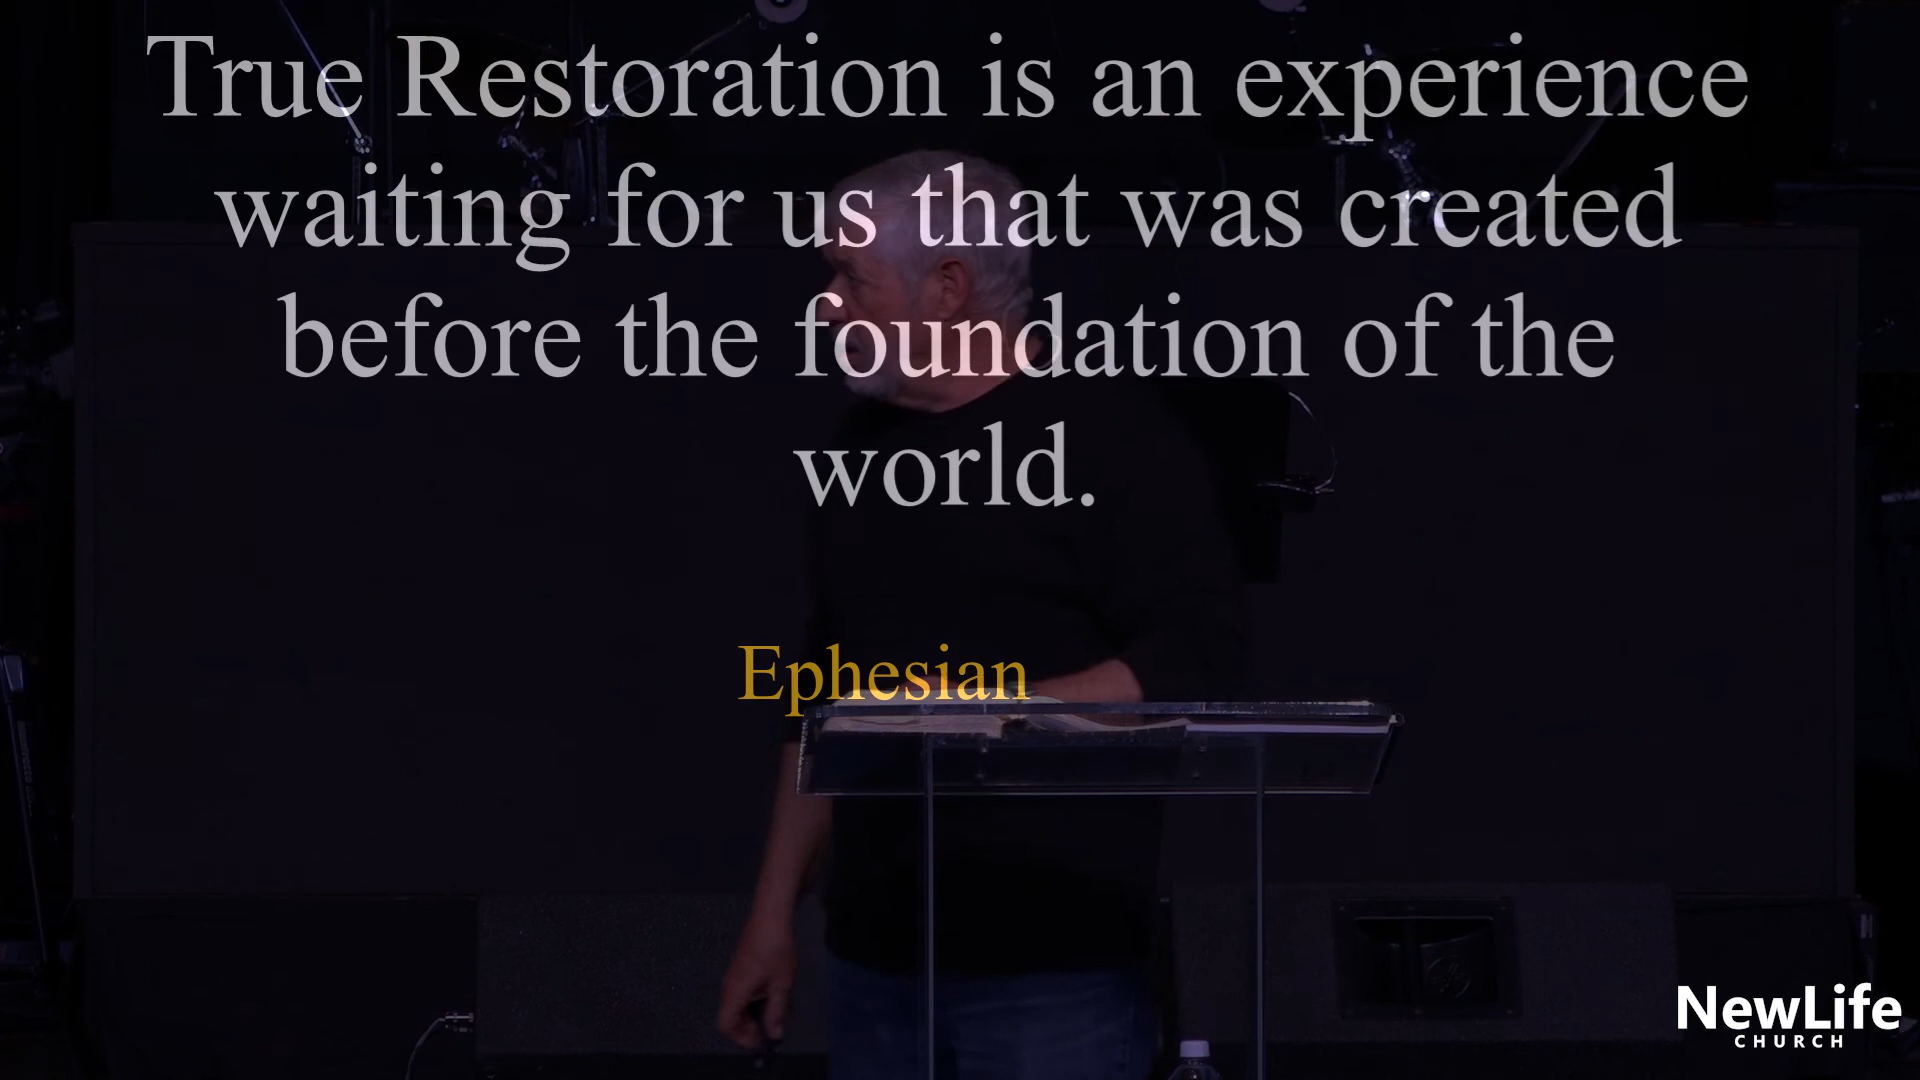 True Restoration is an experience
waiting for us that was created
before the foundation of the
world.
Ephesian
NewLife
CHURCH